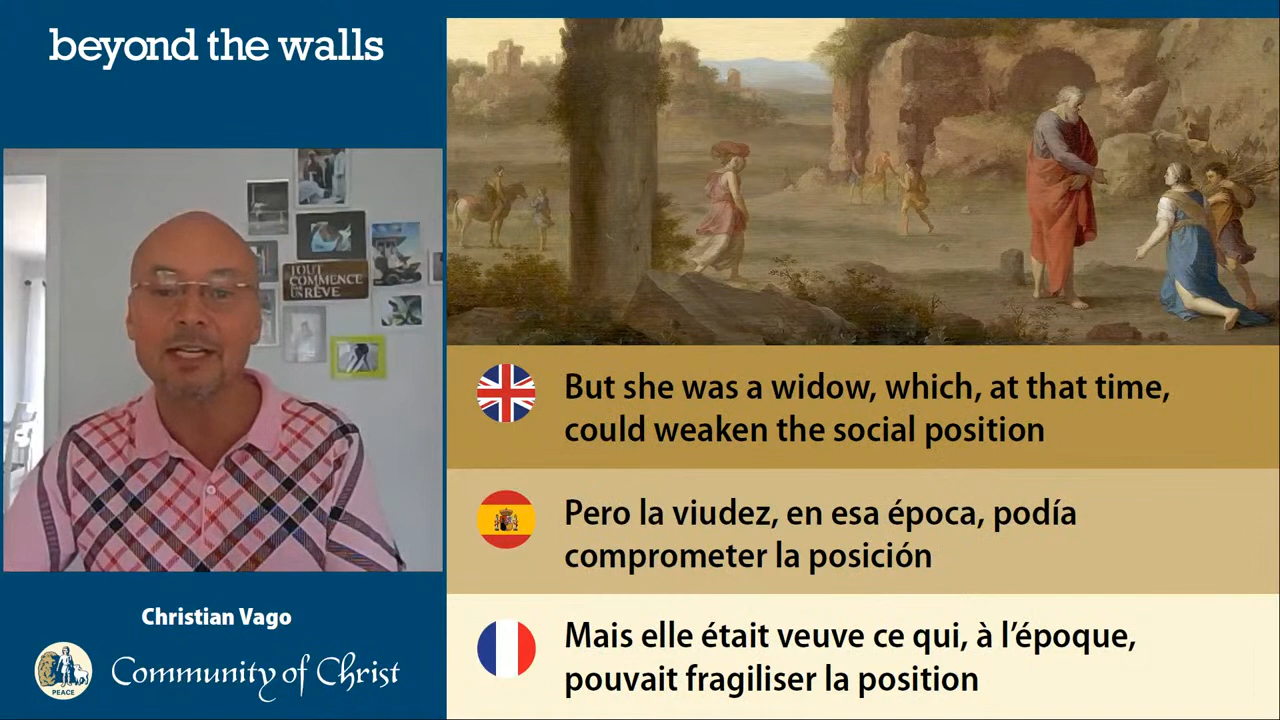 beyond the walls
TOUT
COMMENCE
PAR
UN RÊVE
Christian Vago
PEACE
Community of Christ
But she was a widow, which, at that time,
could weaken the social position
Pero la viudez, en esa época, podía
comprometer la posición
Mais elle était veuve ce qui, à l’époque,
pouvait fragiliser la position